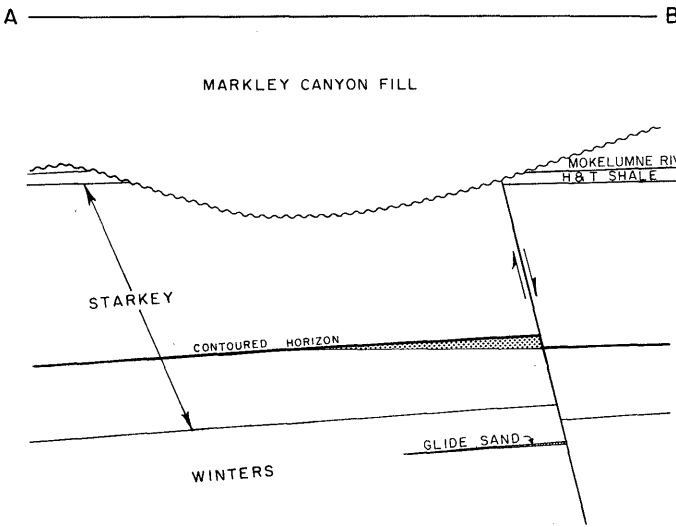 A B
MARKLEY CANYON FILL
MOKELUMNE RIV
H & T SHALE
STARKEY
CONTOURED HORIZON
GLIDE SAND
WINTERS